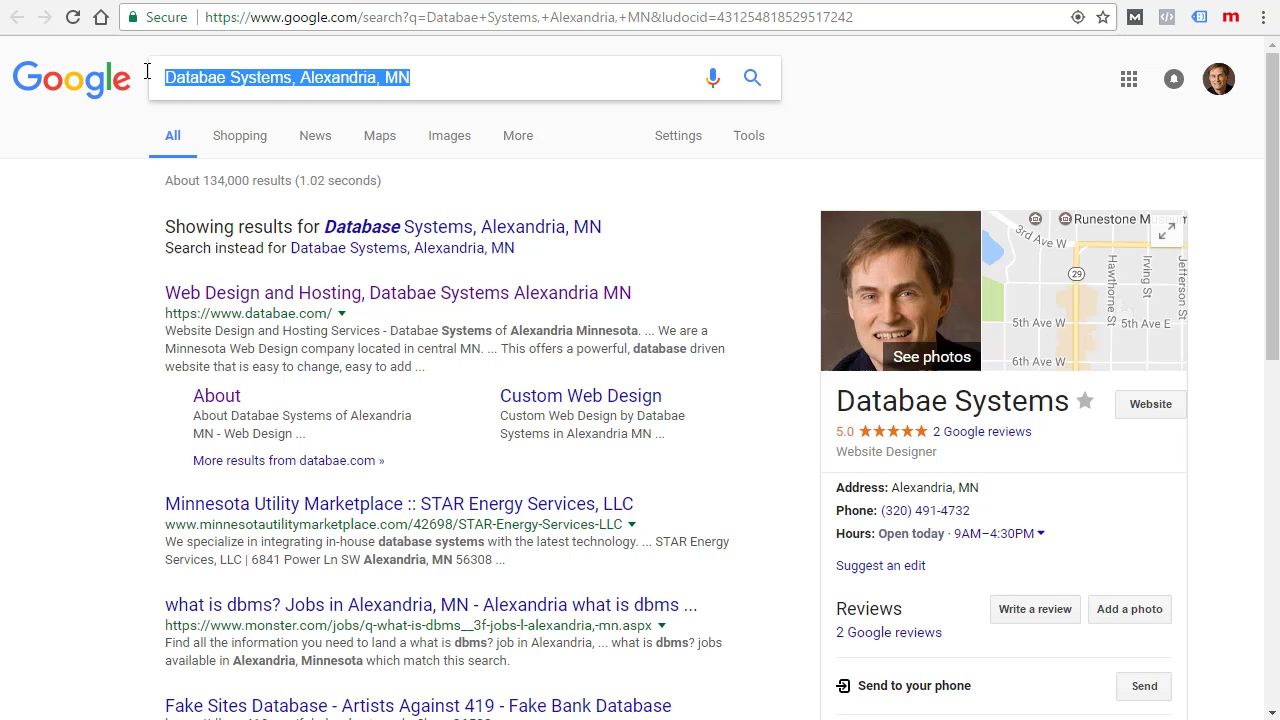 Secure https://www.google.com/search?q=Databae+Systems,+Alexandria,+MN&ludocid=431254818529517242
Google
Databae Systems, Alexandria, MN
All Shopping News Maps Images More Settings Tools
About 134,000 results (1.02 seconds)
Showing results for Database Systems, Alexandria, MN
Search instead for Databae Systems, Alexandria, MN
Web Design and Hosting, Databae Systems Alexandria MN
https://www.databae.com/
Website Design and Hosting Services - Databae Systems of Alexandria Minnesota. ... We are a
Minnesota Web Design company located in central MN. ... This offers a powerful, database driven
website that is easy to change, easy to add ...
About
About Databae Systems of Alexandria
MN - Web Design ...
Custom Web Design
Custom Web Design by Databae
Systems in Alexandria MN ...
More results from databae.com »
Minnesota Utility Marketplace :: STAR Energy Services, LLC
www.minnesotautilitymarketplace.com/42698/STAR-Energy-Services-LLC
We specialize in integrating in-house database systems with the latest technology. ... STAR Energy
Services, LLC | 6841 Power Ln SW Alexandria, MN 56308 ...
what is dbms? Jobs in Alexandria, MN - Alexandria what is dbms ...
https://www.monster.com/jobs/q-what-is-dbms__3f-jobs-l-alexandria,-mn.aspx
Find all the information you need to land a what is dbms? job in Alexandria, ... what is dbms? jobs
available in Alexandria, Minnesota which match this search.
Fake Sites Database - Artists Against 419 - Fake Bank Database
See photos
Runestone Museum
3rd Ave W
29
Hawthorne St
Irving St
Jefferson St
5th Ave W
5th Ave E
6th Ave W
Databae Systems
Website
5.0 2 Google reviews
Website Designer
Address: Alexandria, MN
Phone: (320) 491-4732
Hours: Open today · 9AM–4:30PM
Suggest an edit
Reviews
Write a review
Add a photo
2 Google reviews
Send to your phone
Send